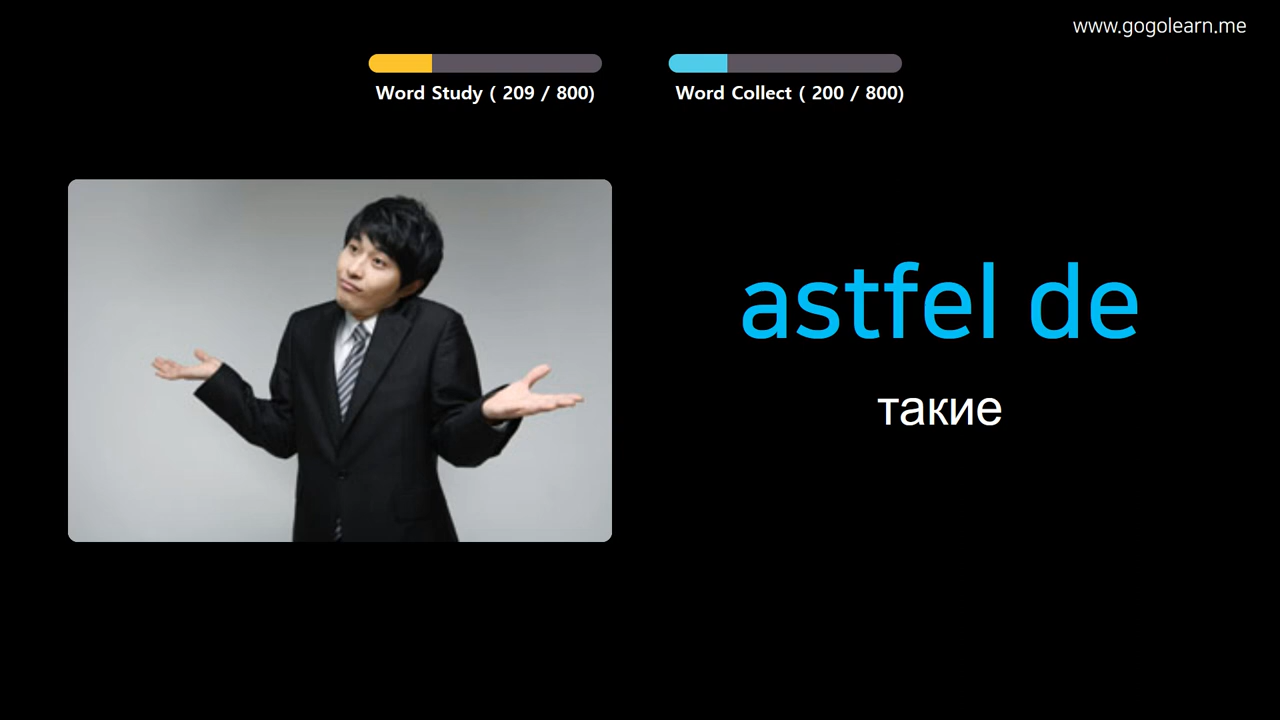 www.gogolearn.me
Word Study ( 209 / 800)
Word Collect ( 200 / 800)
astfel de
такие